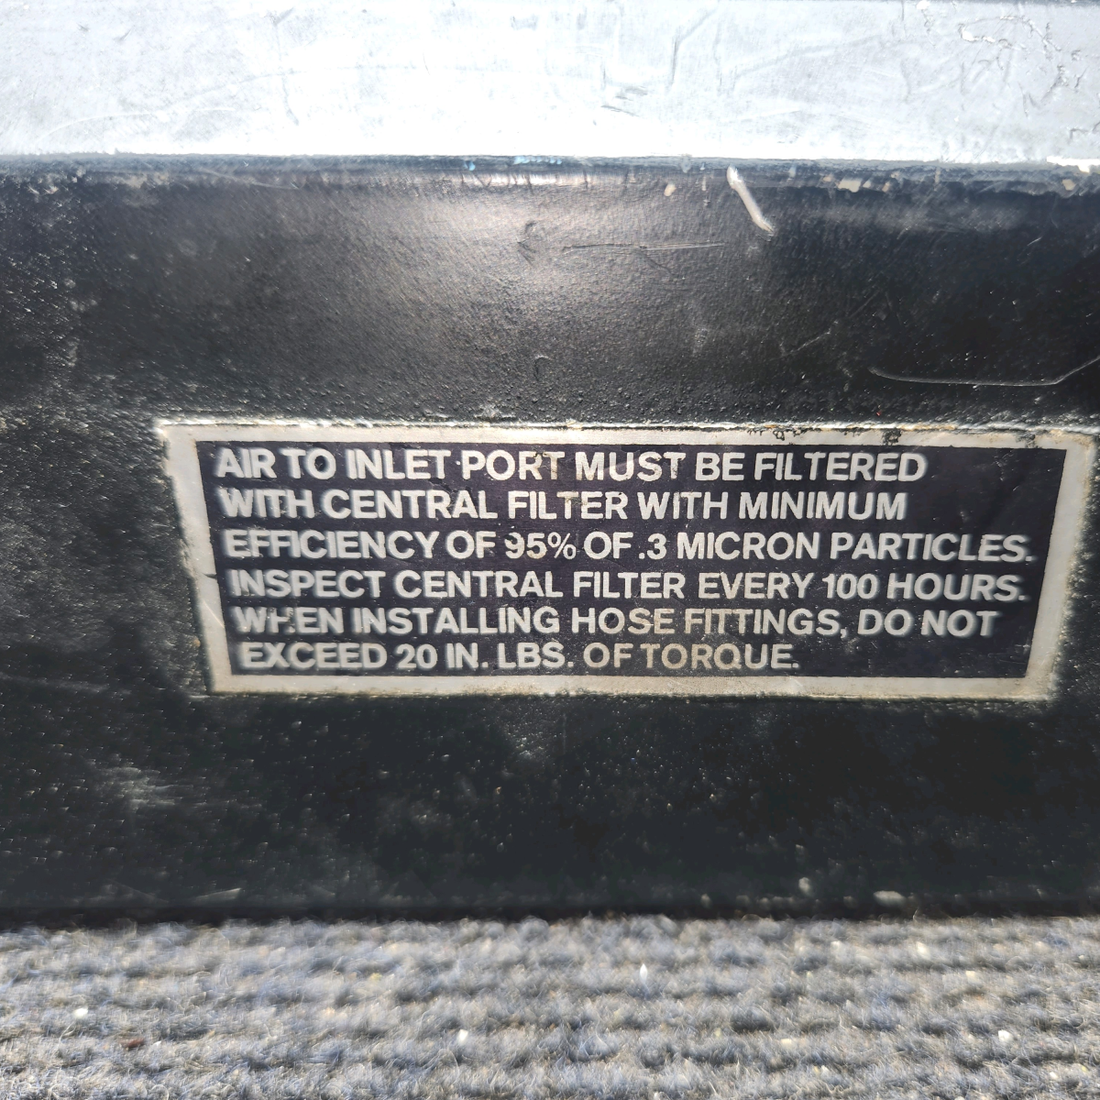 AIR TO INLET PORT MUST BE FILTERED
WITH CENTRAL FILTER WITH MINIMUM
EFFICIENCY OF 95% OF .3 MICRON PARTICLES.
INSPECT CENTRAL FILTER EVERY 100 HOURS.
WHEN INSTALLING HOSE FITTINGS, DO NOT
EXCEED 20 IN. LBS. OF TORQUE.